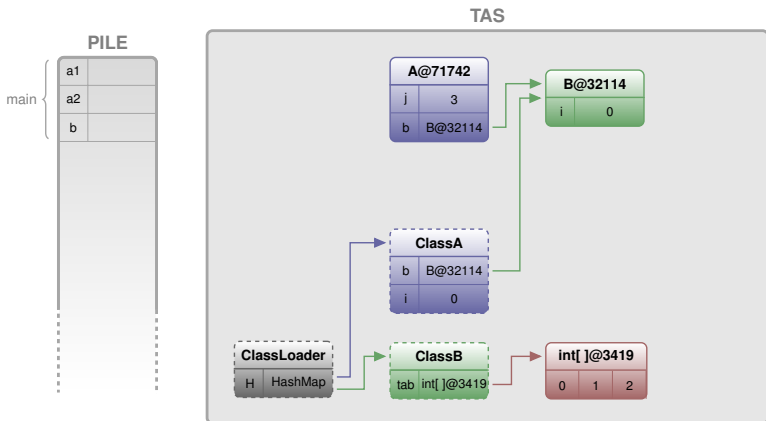 TAS
PILE
main
a1
a2
b
A@71742
j 3
b B@32114
B@32114
i 0
ClassA
b B@32114
i 0
ClassLoader
H HashMap
ClassB
tab int[ ]@3419
int[ ]@3419
0 1 2